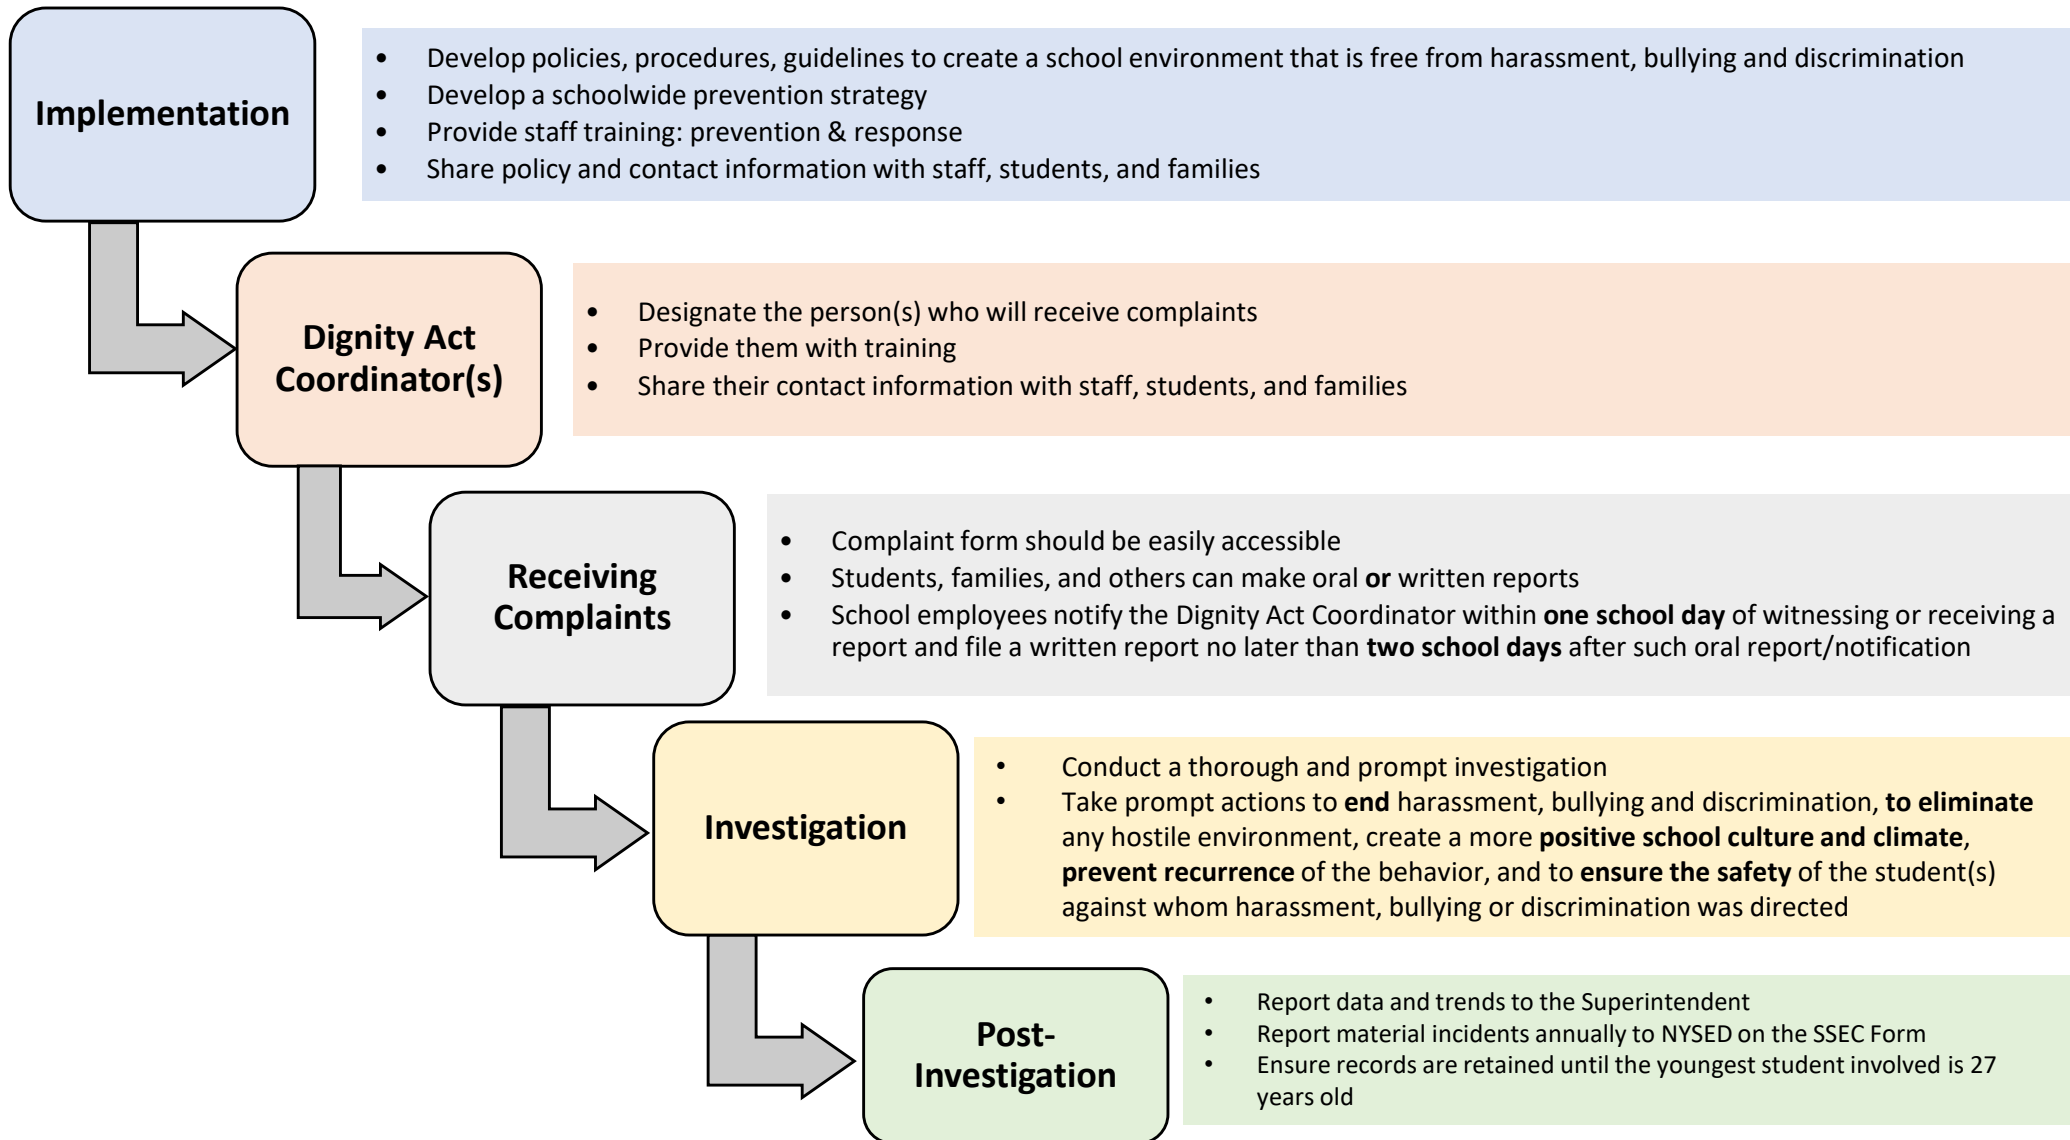 Implementation
• Develop policies, procedures, guidelines to create a school environment that is free from harassment, bullying and discrimination
• Develop a schoolwide prevention strategy
• Provide staff training: prevention & response
• Share policy and contact information with staff, students, and families
Dignity Act
Coordinator(s)
• Designate the person(s) who will receive complaints
• Provide them with training
• Share their contact information with staff, students, and families
Receiving
Complaints
• Complaint form should be easily accessible
• Students, families, and others can make oral or written reports
• School employees notify the Dignity Act Coordinator within one school day of witnessing or receiving a
report and file a written report no later than two school days after such oral report/notification
Investigation
• Conduct a thorough and prompt investigation
• Take prompt actions to end harassment, bullying and discrimination, to eliminate
any hostile environment, create a more positive school culture and climate,
prevent recurrence of the behavior, and to ensure the safety of the student(s)
against whom harassment, bullying or discrimination was directed
Post-
Investigation
• Report data and trends to the Superintendent
• Report material incidents annually to NYSED on the SSEC Form
• Ensure records are retained until the youngest student involved is 27
years old